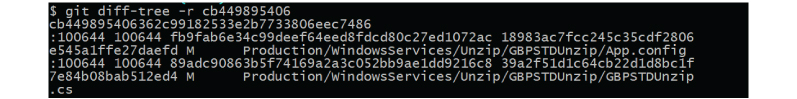 $ git diff-tree -r cb449895406
cb449895406362c99182533e2b7733806eec7486
:100644 100644 fb9fab6e34c99deef64eed8fdcd80c27ed1072ac 18983ac7fcc245c35cdf2806
e545a1ffe27daefd M      Production/WindowsServices/Unzip/GBPSTDUnzip/App.config
:100644 100644 89adc90863b5f74169a2a3c052bb9ae1dd9216c8 39a2f51d1c64cb22d1d8bc1f
7e84b08bab512ed4 M      Production/WindowsServices/Unzip/GBPSTDUnzip/GBPSTDUnzip
.cs